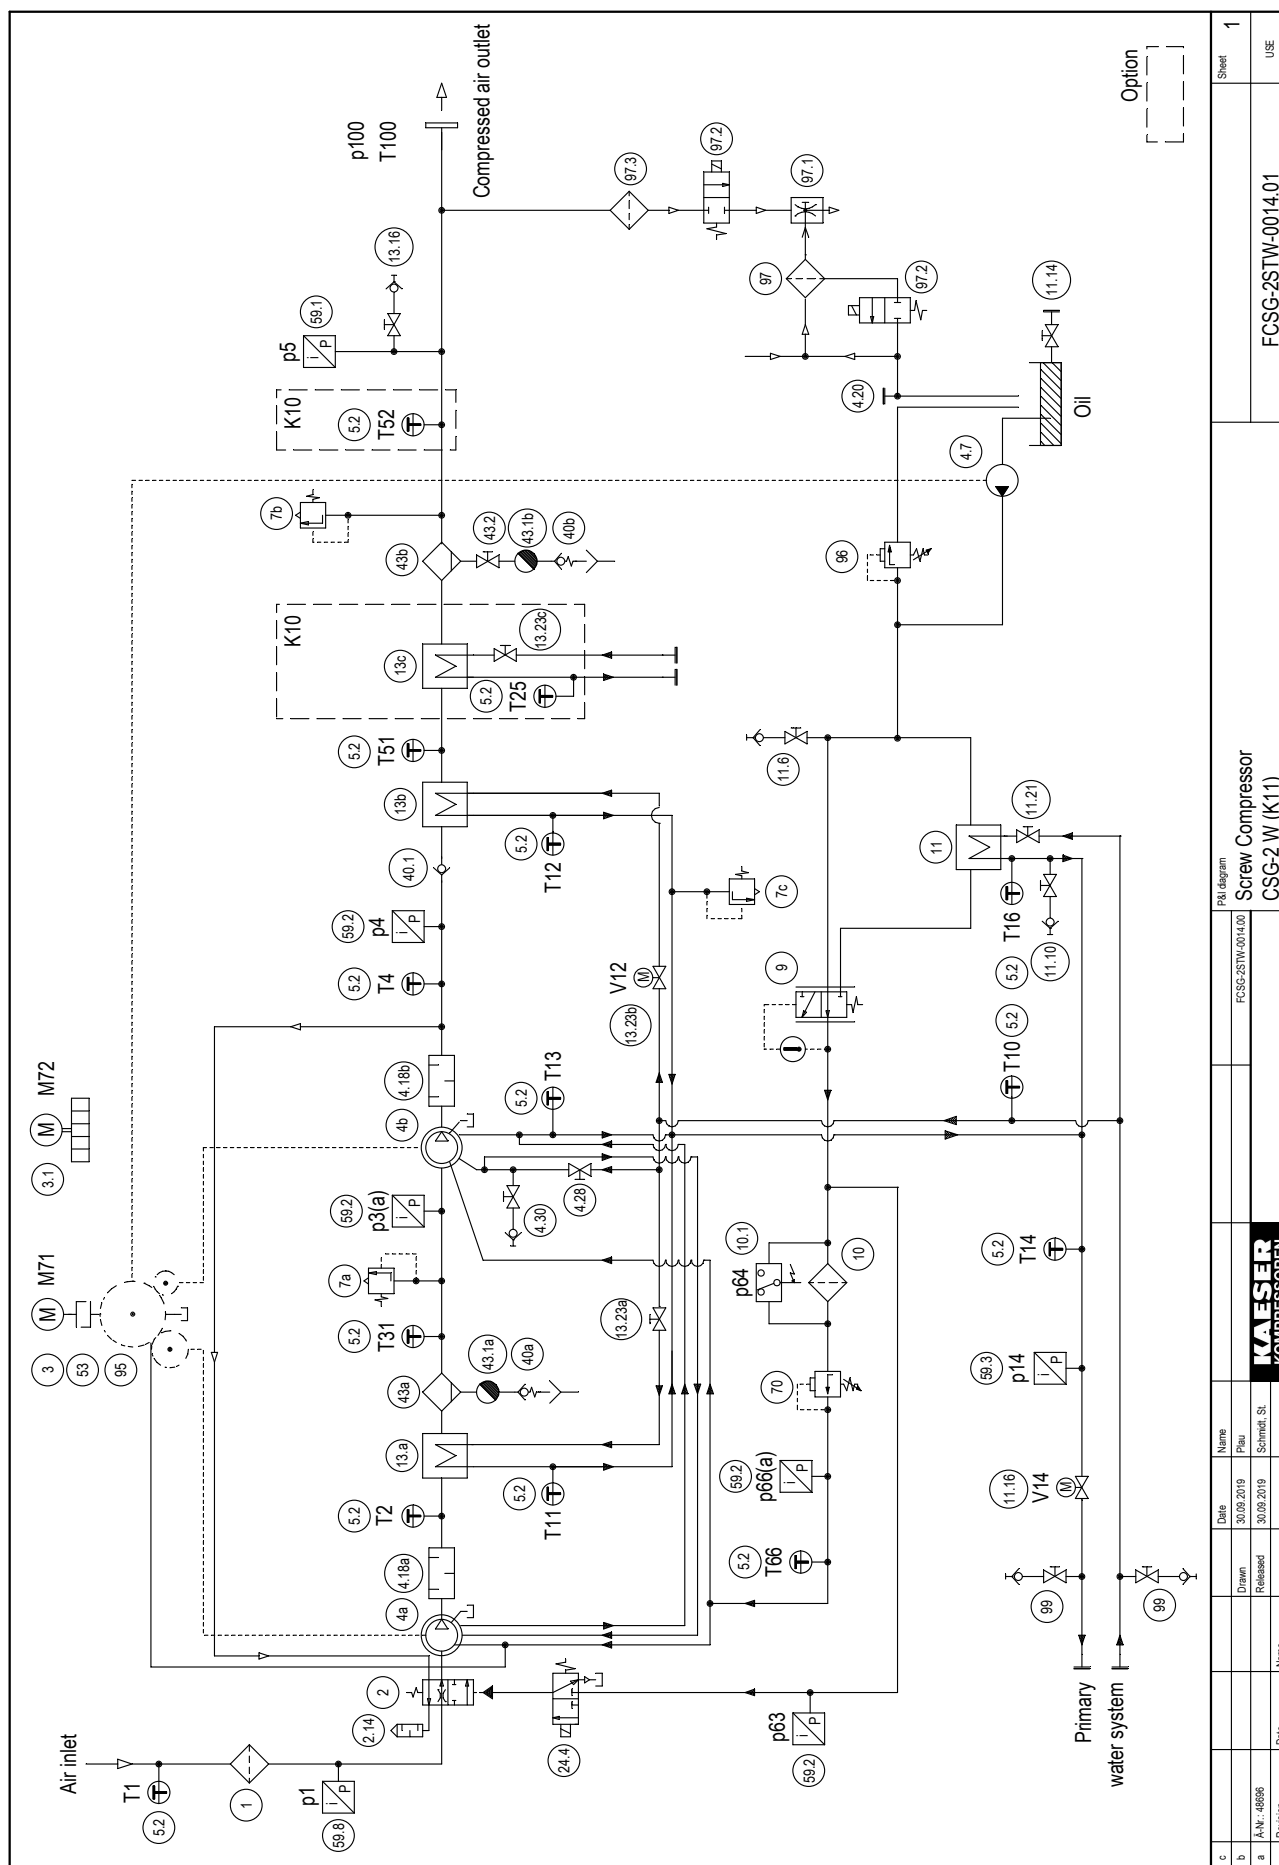 Air inlet
T1
5.2
1
p1
59.8
2.14
2
24.4
p63
59.2
4a
4.18a
5.2
T2
13.a
5.2
T11
43a
43.1a
40a
5.2
T31
7a
59.2
p3(a)
3
53
95
M
M71
3.1
M
M72
4b
4.18b
5.2
T13
4.30
4.28
13.23a
13.23b
V12
M
5.2
T4
59.2
p4
40.1
13b
5.2
T12
7c
5.2
T51
K10
13c
5.2
T25
13.23c
43b
43.2
43.1b
40b
7b
K10
5.2
T52
p5
59.1
13.16
p100
T100
Compressed air outlet
97.3
97.2
97.1
97
97.2
4.20
11.14
Oil
4.7
96
11.6
11
11.21
9
T16
5.2
11.10
T10
5.2
10.1
p64
10
70
59.2
p66(a)
5.2
T66
5.2
T14
59.3
p14
11.16
V14
M
99
99
Primary
water system
Option
c
b
a
Ä-Nr.: 48696
Date
Name
Drawn
30.09.2019
Plau
Released
30.09.2019
Schmidt, St.
KAESER
KOMPRESSOREN
FCSG-2STW-0014.00
P&I diagram
Screw Compressor
CSG-2 W (K11)
FCSG-2STW-0014.01
Sheet
1
USE